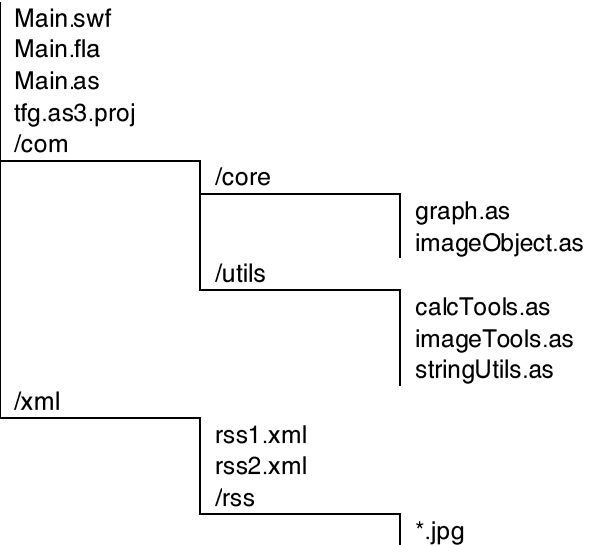 Main.swf
Main.fla
Main.as
tfg.as3.proj
/com
/core
graph.as
imageObject.as
/utils
calcTools.as
imageTools.as
stringUtils.as
/xml
rss1.xml
rss2.xml
/rss
*.jpg